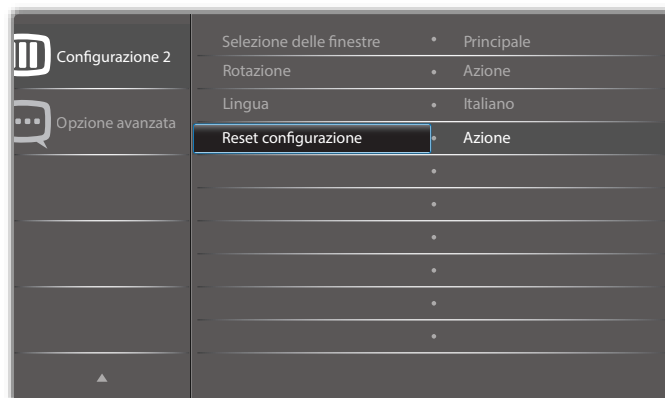 Configurazione 2
Opzione avanzata
Selezione delle finestre • Principale
Rotazione • Azione
Lingua • Italiano
Reset configurazione • Azione